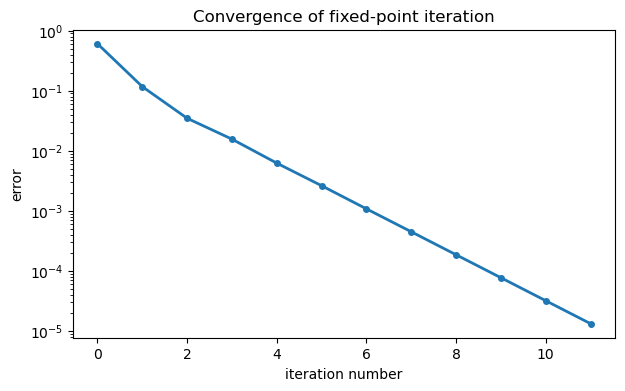 Convergence of fixed-point iteration
10⁰
10⁻¹
10⁻²
10⁻³
10⁻⁴
10⁻⁵
error
0 2 4 6 8 10
iteration number